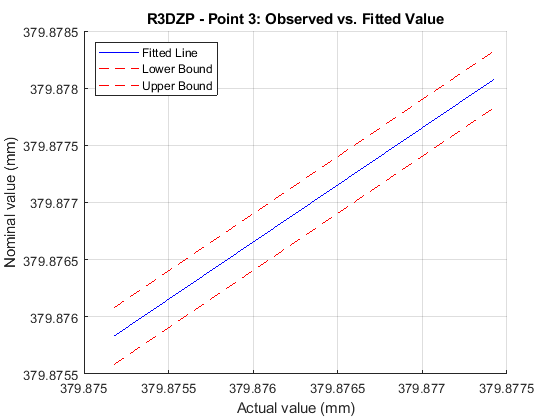 R3DZP - Point 3: Observed vs. Fitted Value
379.8785
Fitted Line
Lower Bound
Upper Bound
379.878
379.8775
379.877
379.8765
379.876
379.8755
Nominal value (mm)
379.875 379.8755 379.876 379.8765 379.877 379.8775
Actual value (mm)